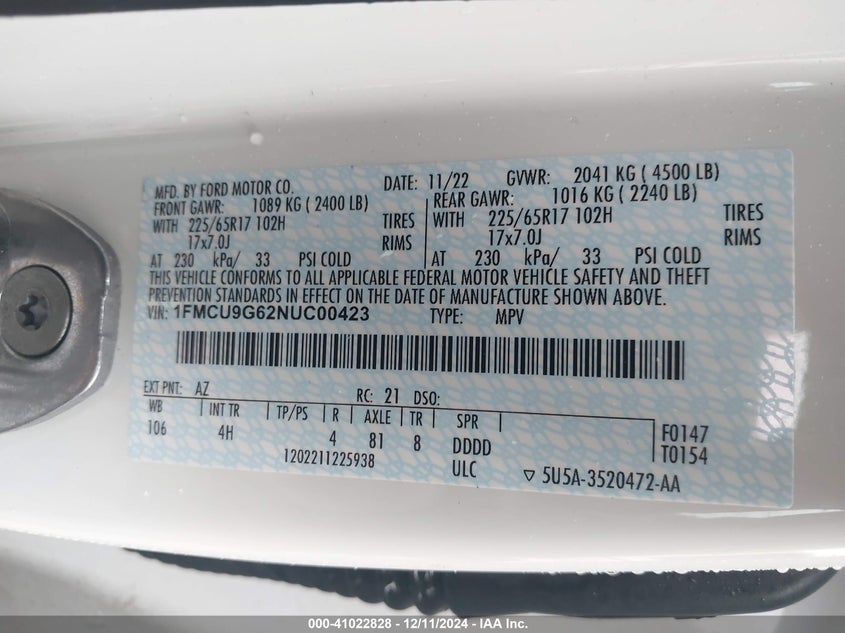 MFD. BY FORD MOTOR CO. DATE: 11/22 GVWR: 2041 KG ( 4500 LB)
FRONT GAWR: 1089 KG ( 2400 LB) REAR GAWR: 1016 KG ( 2240 LB)
WITH 225/65R17 102H TIRES WITH 225/65R17 102H TIRES
17x7.0J RIMS 17x7.0J RIMS
AT 230 kPa/ 33 PSI COLD AT 230 kPa/ 33 PSI COLD
THIS VEHICLE CONFORMS TO ALL APPLICABLE FEDERAL MOTOR VEHICLE SAFETY AND THEFT
PREVENTION STANDARDS IN EFFECT ON THE DATE OF MANUFACTURE SHOWN ABOVE.
VIN: 1FMCU9G62NUC00423 TYPE: MPV
EXT PNT: AZ RC: 21 DSO:
WB INT TR TP/PS R AXLE TR SPR
106 4H 4 81 8 DDDD F0147
1202211225938 ULC T0154
▽ 5U5A-3520472-AA
000-41022828 - 12/11/2024 - IAA Inc.